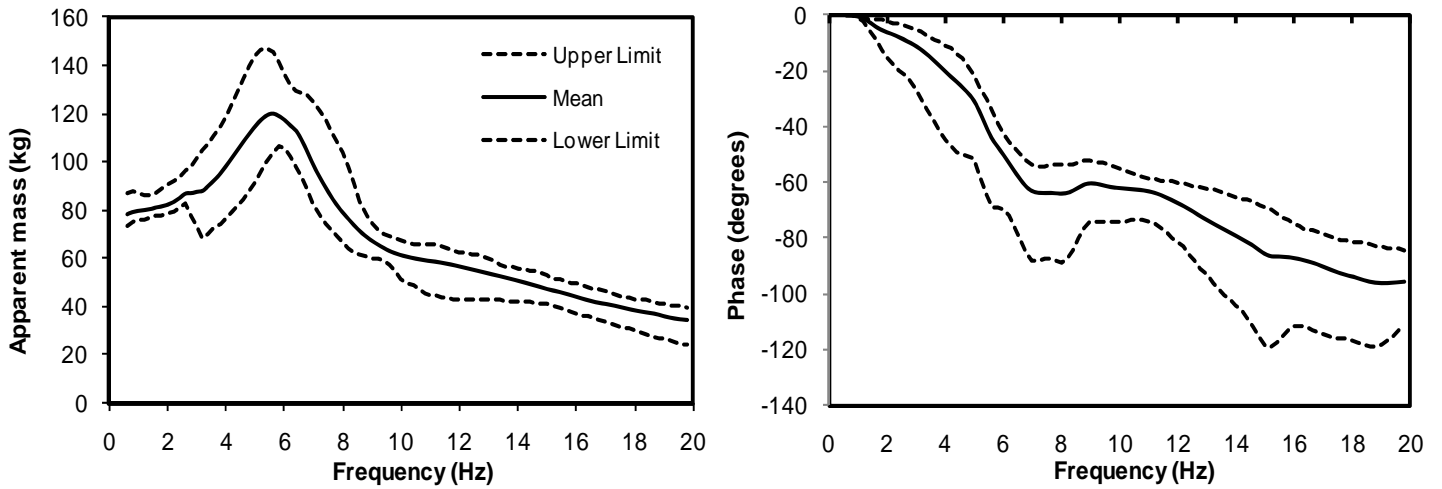 160
140
120
100
80
60
40
20
0
Apparent mass (kg)
Upper Limit
Mean
Lower Limit
0 2 4 6 8 10 12 14 16 18 20
Frequency (Hz)
0
-20
-40
-60
-80
-100
-120
-140
Phase (degrees)
0 2 4 6 8 10 12 14 16 18 20
Frequency (Hz)